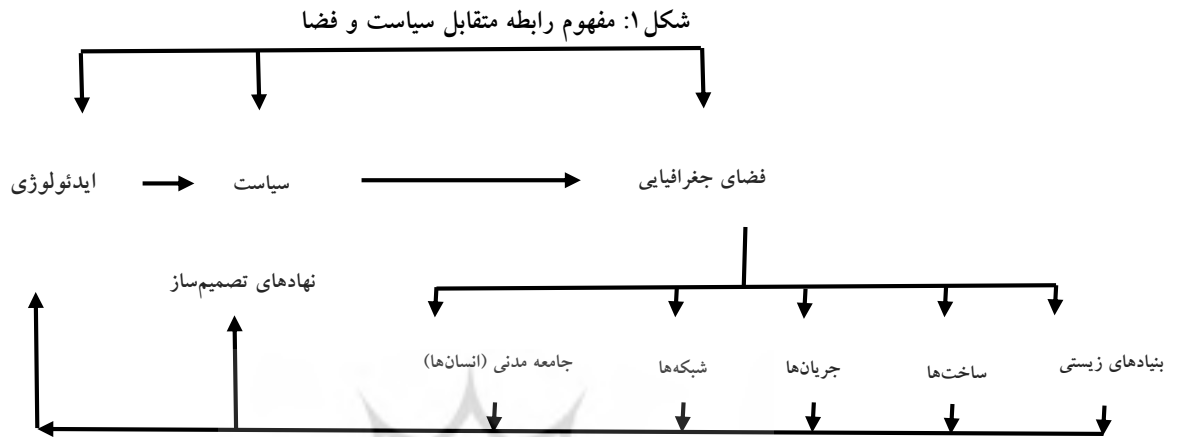 شکل۱: مفهوم رابطه متقابل سیاست و فضا
فضای جغرافیایی
سیاست
ایدئولوژی
نهادهای تصمیم‌ساز
بنیادهای زیستی
ساخت‌ها
جریان‌ها
شبکه‌ها
جامعه مدنی (انسان‌ها)